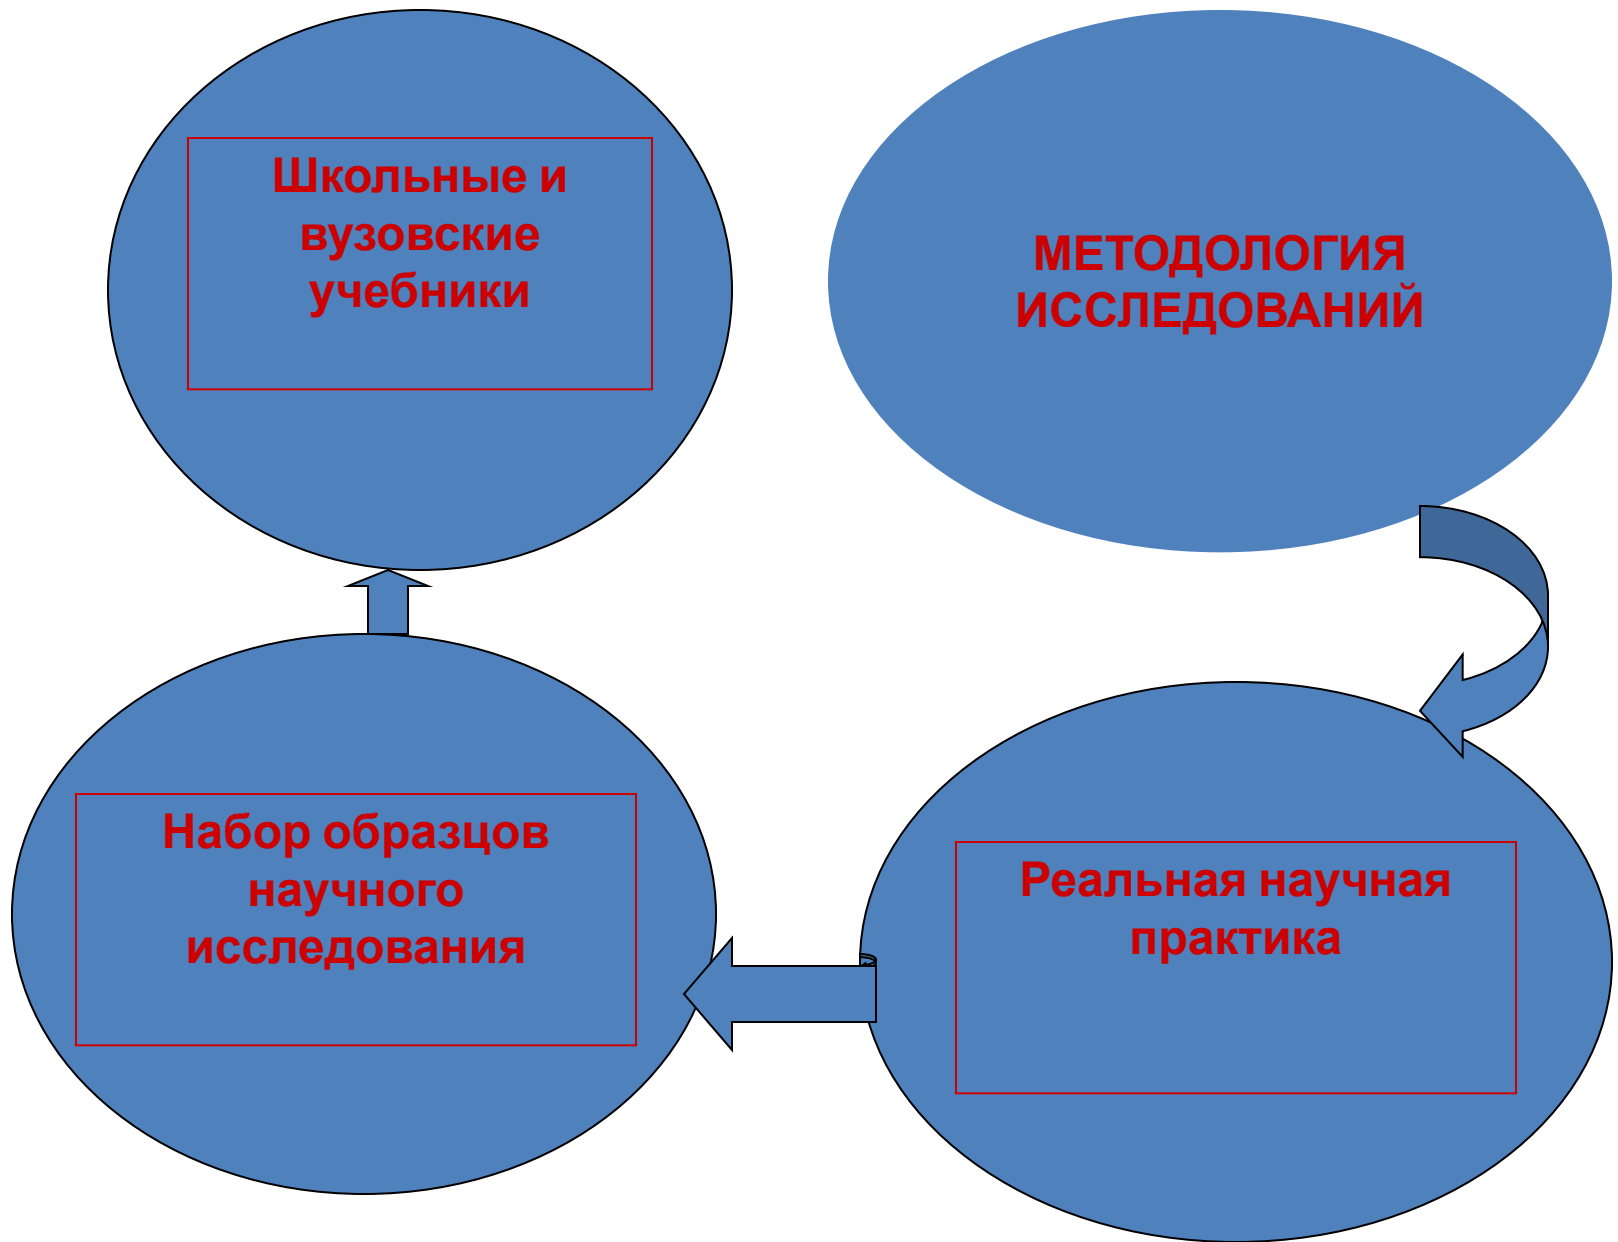 Школьные и
вузовские
учебники
МЕТОДОЛОГИЯ
ИССЛЕДОВАНИЙ
Набор образцов
научного
исследования
Реальная научная
практика